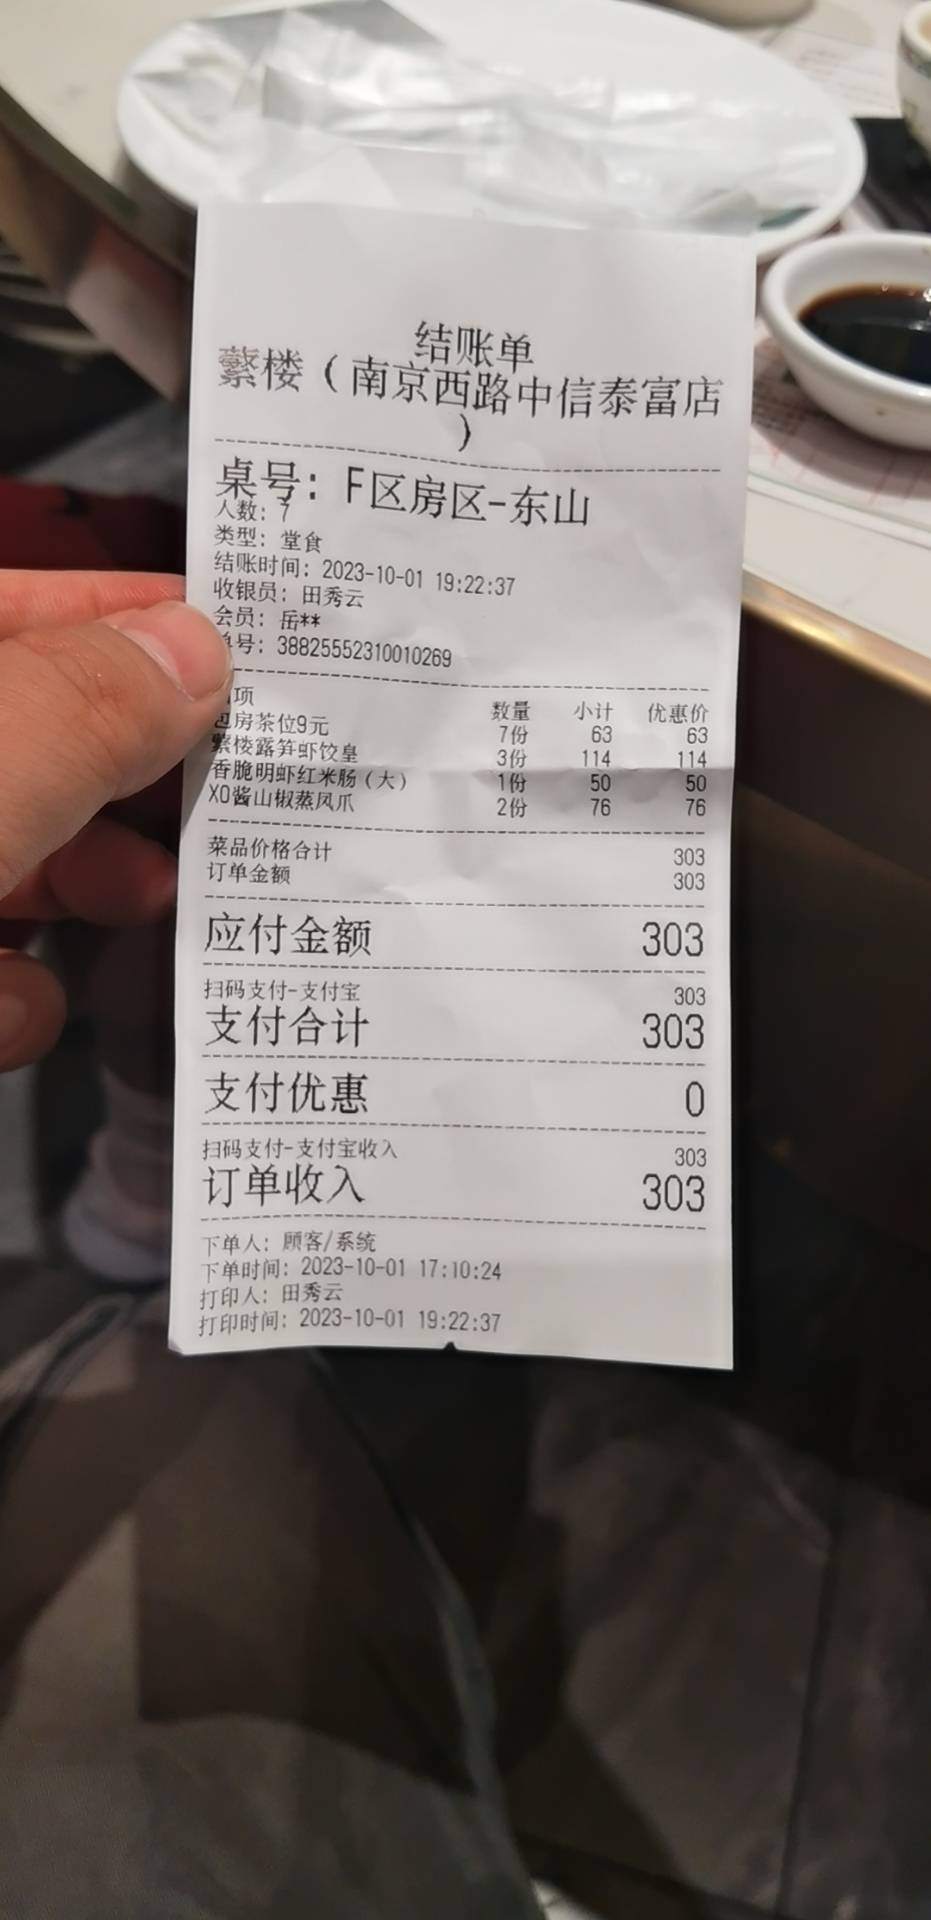 结账单
蘩楼（南京西路中信泰富店
）
桌号：F区房区-东山
人数：7
类型：堂食
结账时间：2023-10-01 19:22:37
收银员：田秀云
会员：岳**
单号：38825552310010269
项 数量 小计 优惠价
包房茶位9元 7份 63 63
蘩楼露笋虾饺皇 3份 114 114
香脆明虾红米肠（大） 1份 50 50
XO酱山椒蒸凤爪 2份 76 76
菜品价格合计 303
订单金额 303
应付金额 303
扫码支付-支付宝 303
支付合计 303
支付优惠 0
扫码支付-支付宝收入 303
订单收入 303
下单人：顾客/系统
下单时间：2023-10-01 17:10:24
打印人：田秀云
打印时间：2023-10-01 19:22:37